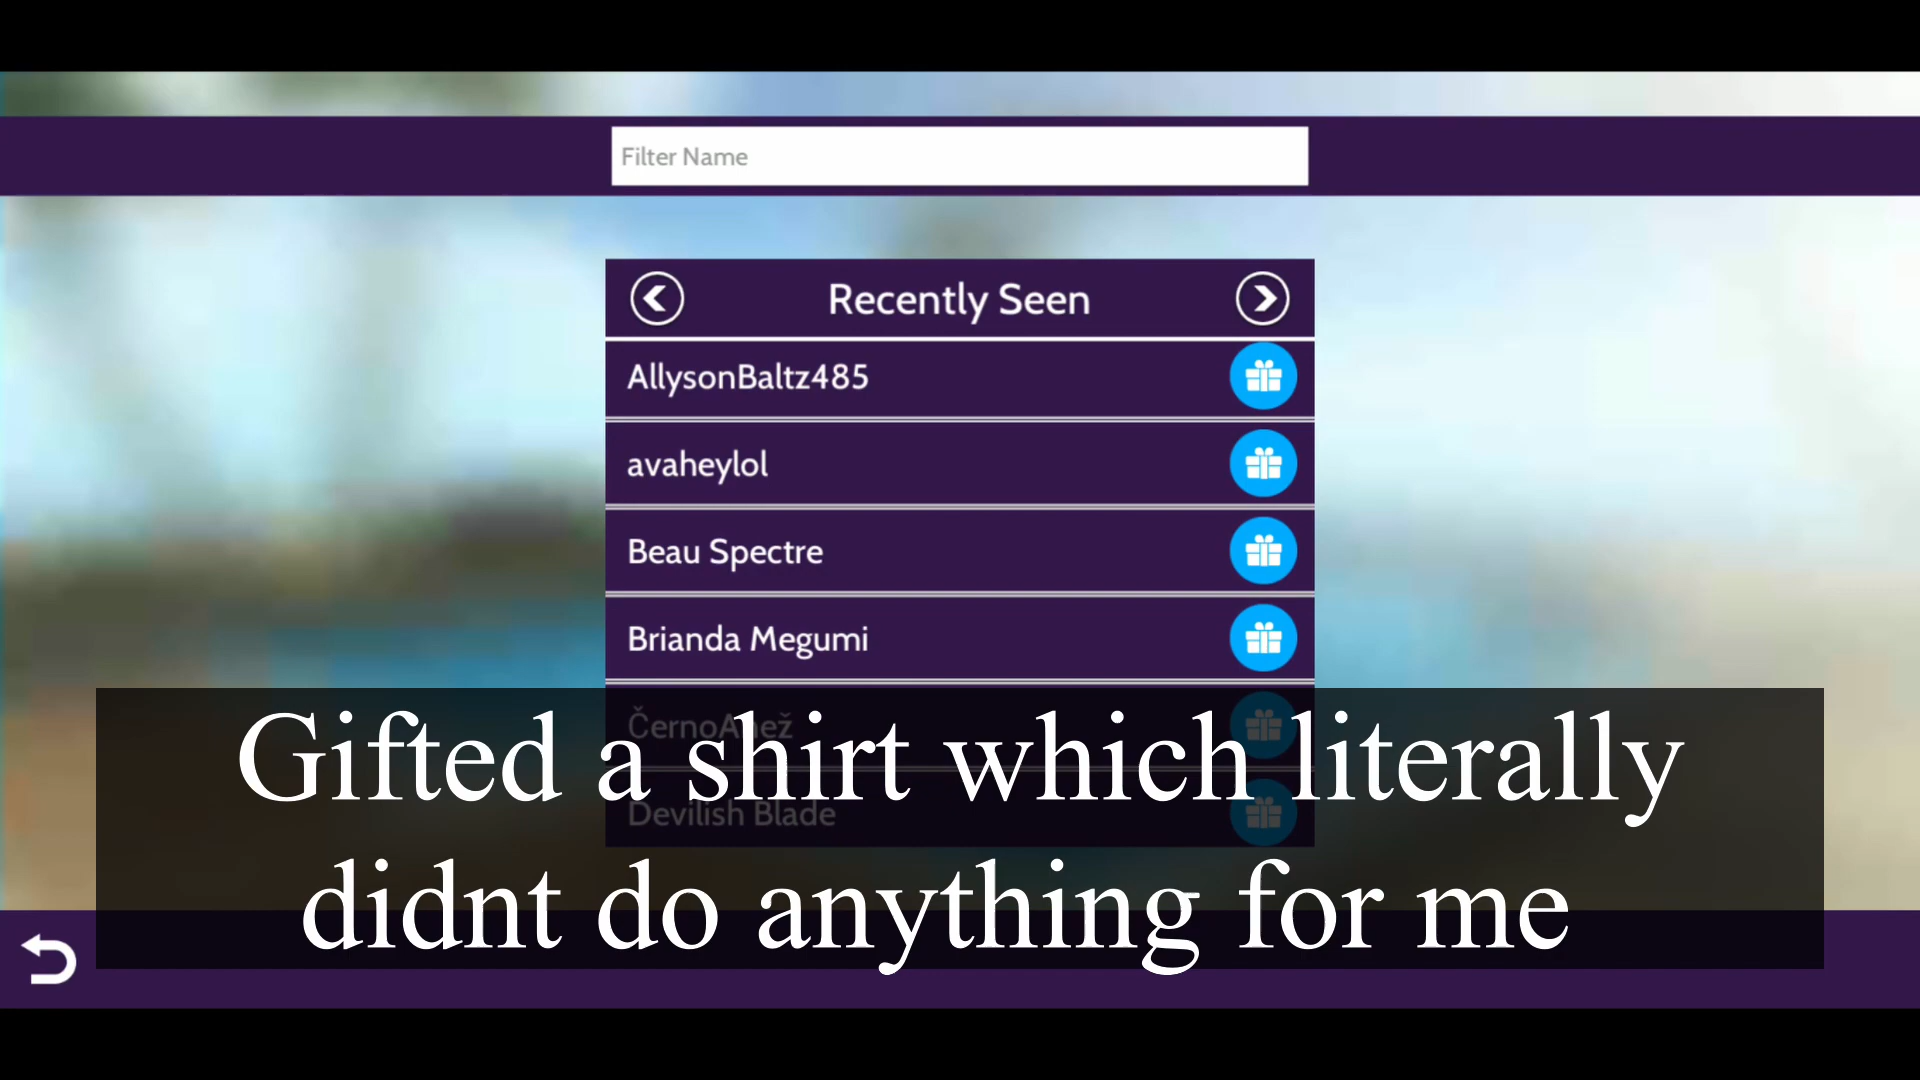 Filter Name
Recently Seen
AllysonBaltz485
avaheylol
Beau Spectre
Brianda Megumi
Devilish Blade
Gifted a shirt which literally
didnt do anything for me